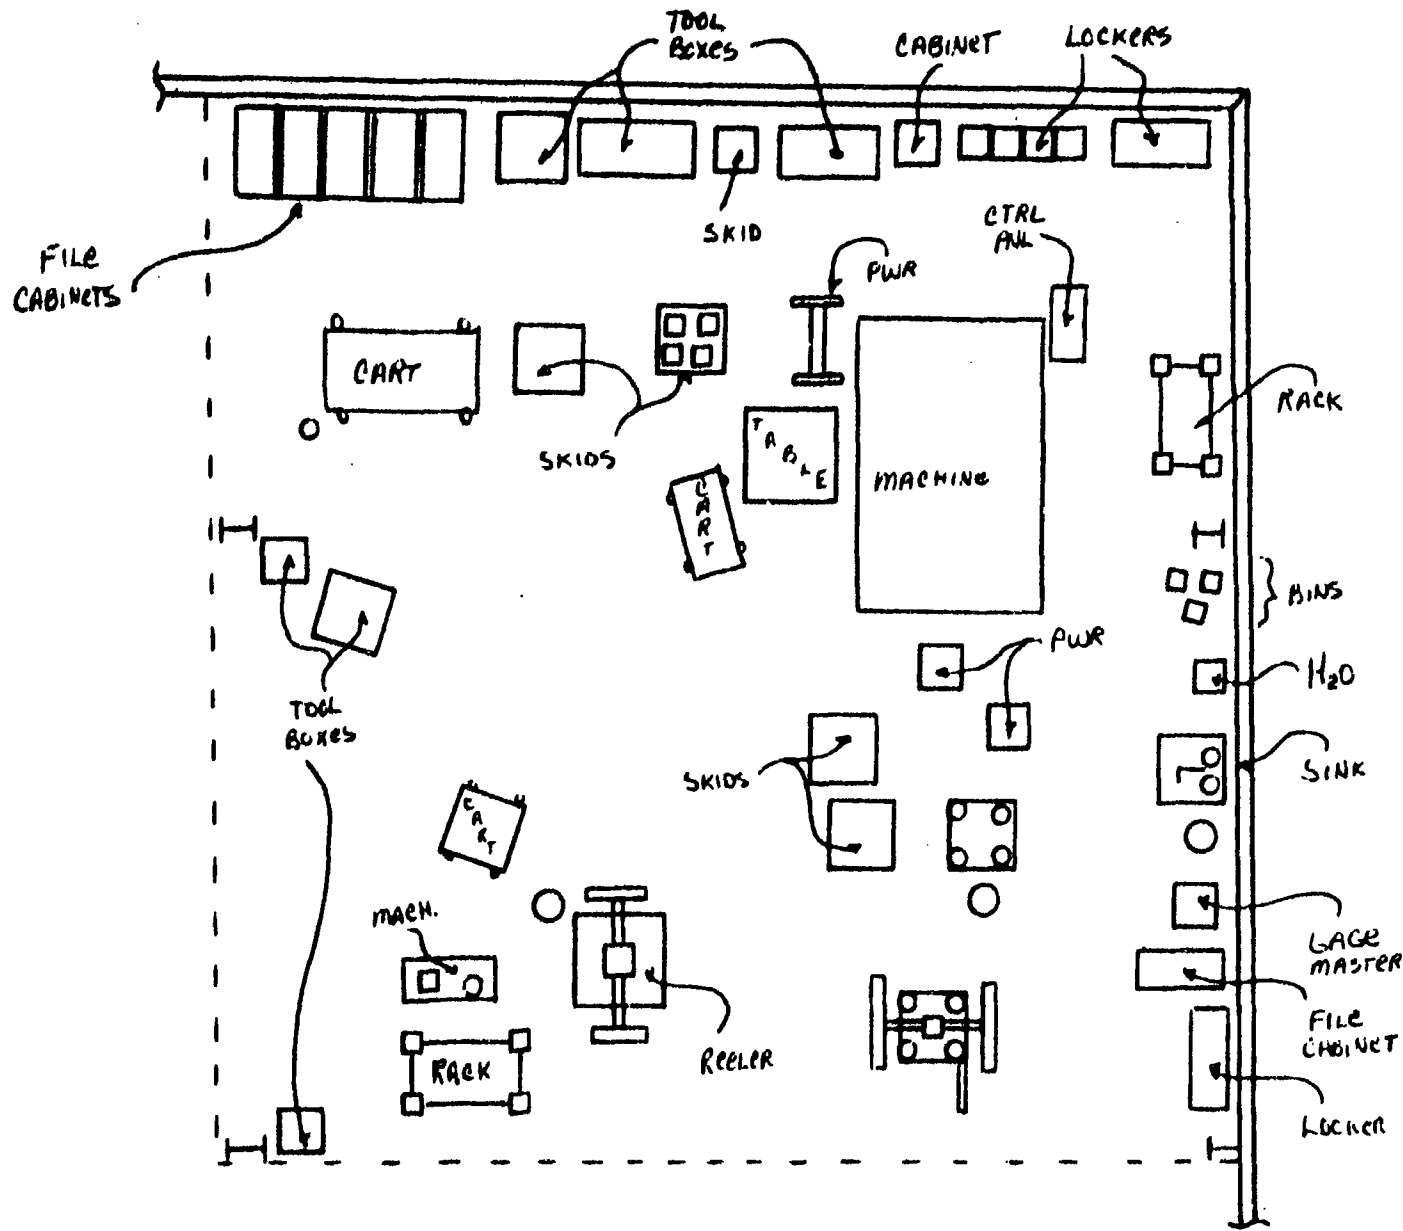 TOOL
BOXES
CABINET
LOCKERS
FILE
CABINETS
SKID
CTRL
PNL
PWR
CART
SKIDS
TABLE
RACK
CART
MACHINE
BINS
TOOL
BOXES
PWR
H2O
SKIDS
SINK
CART
MACH.
GAGE
MASTER
RACK
REELER
FILE
CABINET
LOCKER